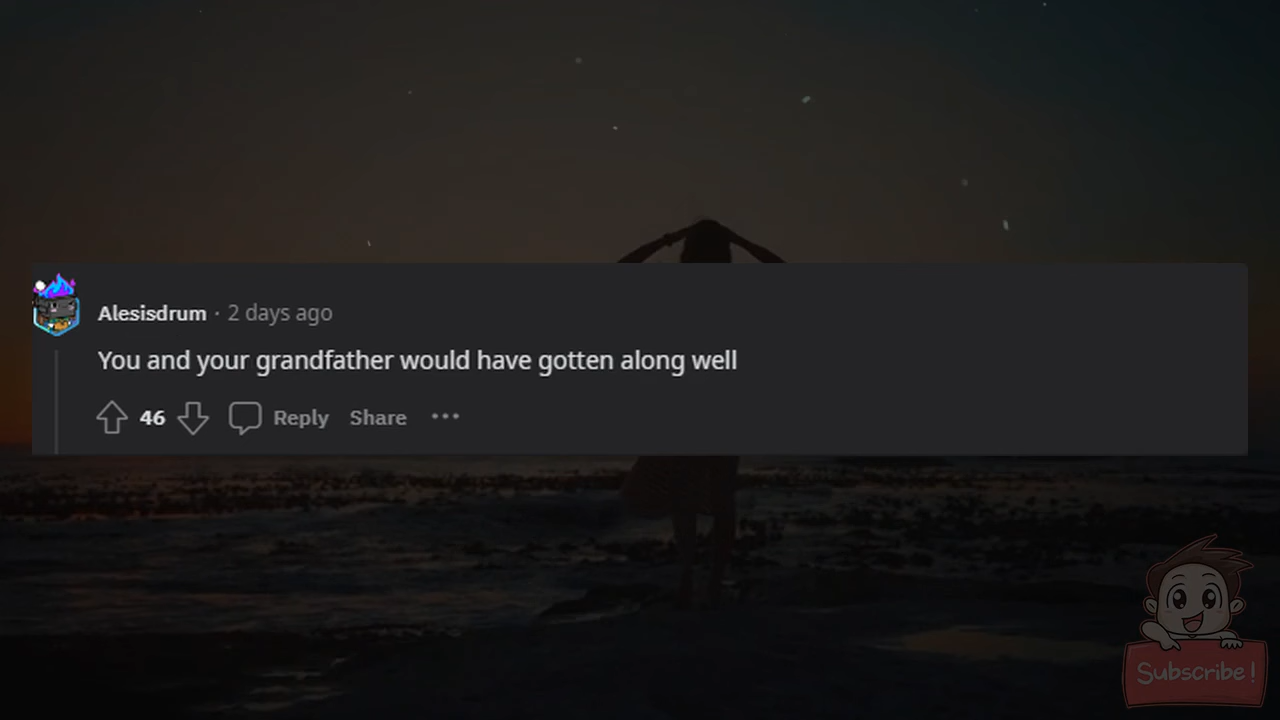 Alesisdrum · 2 days ago
You and your grandfather would have gotten along well
46 Reply Share ···
Subscribe!